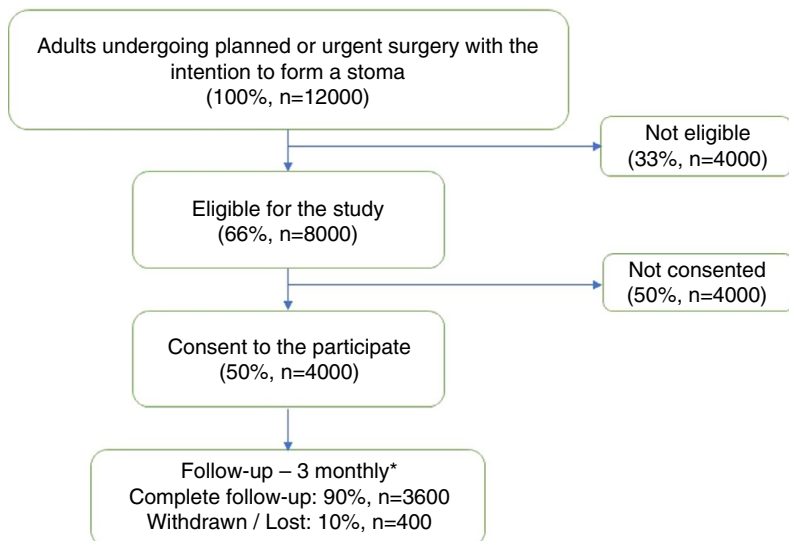 Adults undergoing planned or urgent surgery with the
intention to form a stoma
(100%, n=12000)
Not eligible
(33%, n=4000)
Eligible for the study
(66%, n=8000)
Not consented
(50%, n=4000)
Consent to the participate
(50%, n=4000)
Follow-up – 3 monthly*
Complete follow-up: 90%, n=3600
Withdrawn / Lost: 10%, n=400